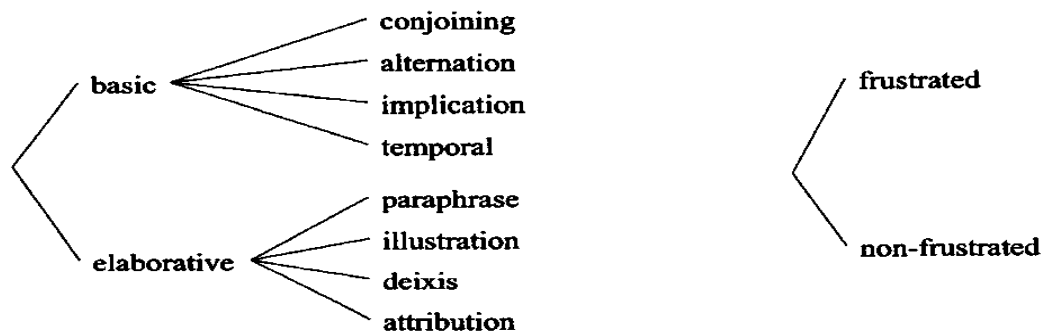 conjoining
basic
alternation
implication
temporal
paraphrase
illustration
elaborative
deixis
attribution
frustrated
non-frustrated